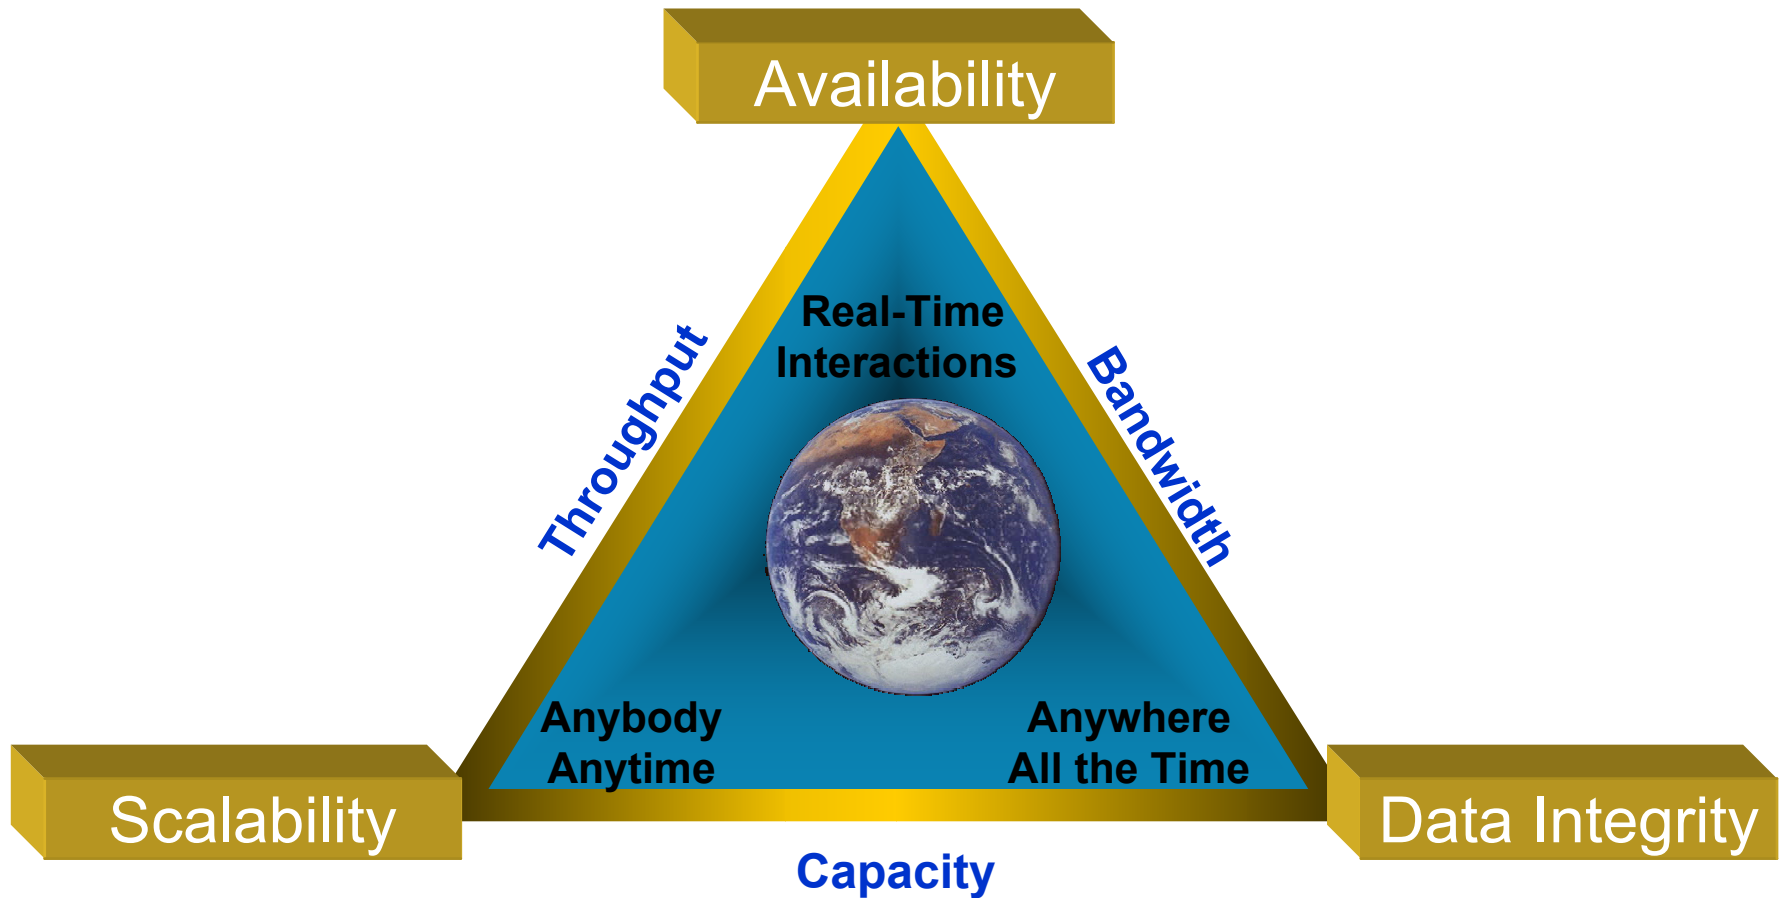 Availability
Real-Time
Interactions
Throughput
Bandwidth
Anybody
Anytime
Anywhere
All the Time
Scalability
Data Integrity
Capacity